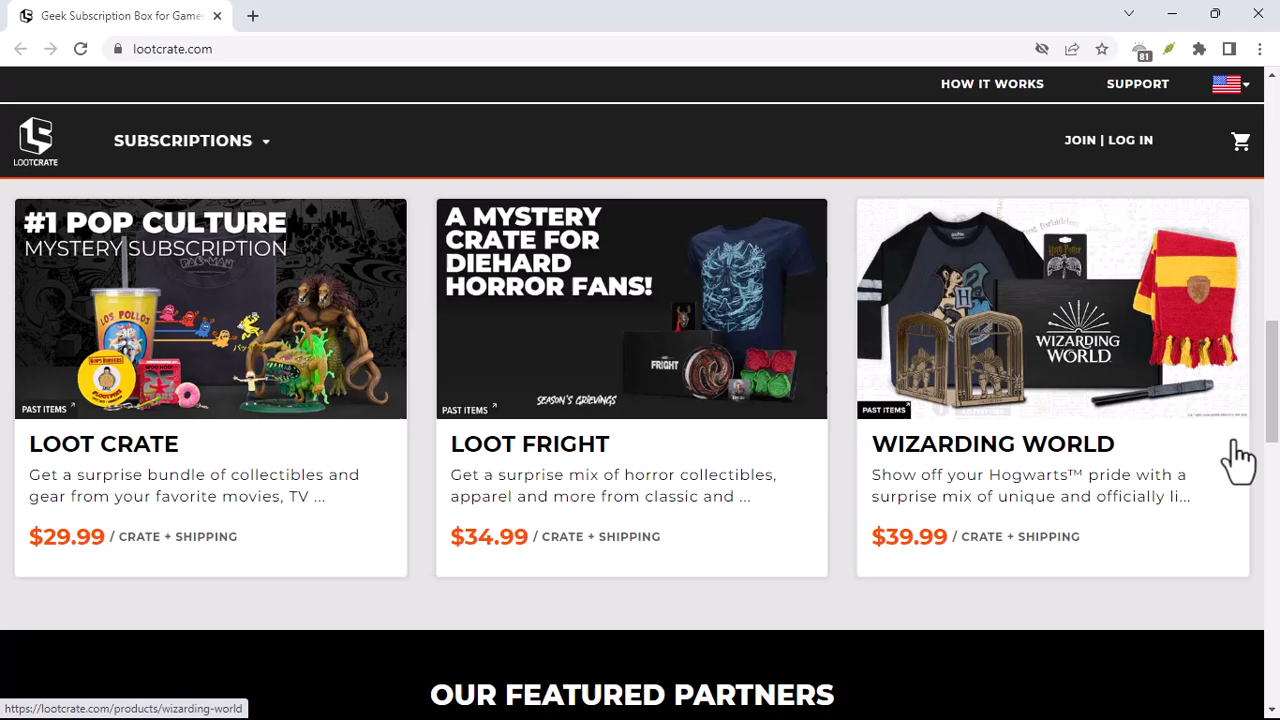 Geek Subscription Box for Game
lootcrate.com
81
HOW IT WORKS
SUPPORT
LOOTCRATE
SUBSCRIPTIONS
JOIN | LOG IN
#1 POP CULTURE
MYSTERY SUBSCRIPTION
PAC-MAN
LOS POLLOS
PAST ITEMS
A MYSTERY
CRATE FOR
DIEHARD
HORROR FANS!
FRIGHT
SEASON'S GRIEVINGS
PAST ITEMS
H
WIZARDING
WORLD
PAST ITEMS
LOOT CRATE
Get a surprise bundle of collectibles and
gear from your favorite movies, TV ...
$29.99 / CRATE + SHIPPING
LOOT FRIGHT
Get a surprise mix of horror collectibles,
apparel and more from classic and ...
$34.99 / CRATE + SHIPPING
WIZARDING WORLD
Show off your Hogwarts™ pride with a
surprise mix of unique and officially li...
$39.99 / CRATE + SHIPPING
OUR FEATURED PARTNERS
https://lootcrate.com/products/wizarding-world